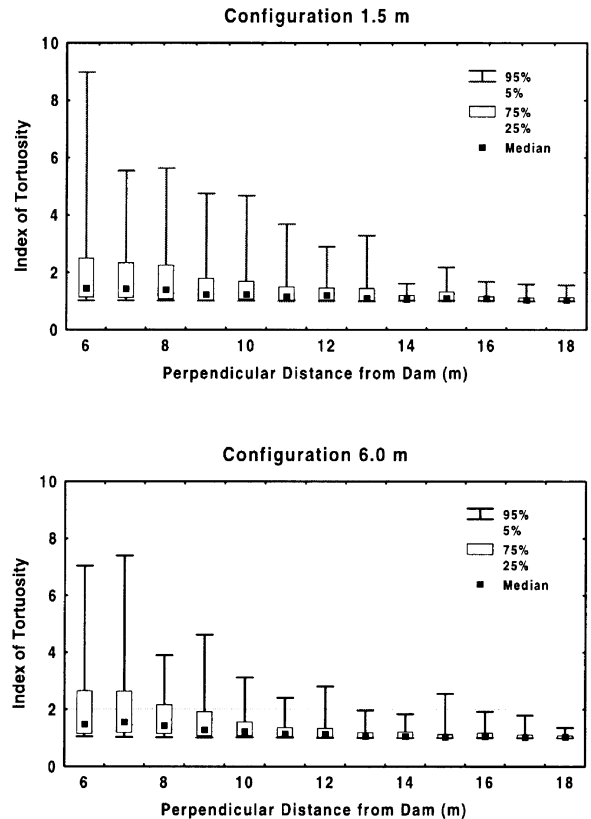 Configuration 1.5 m
10
8
6
4
2
0
Index of Tortuosity
95%
5%
75%
25%
Median
6 8 10 12 14 16 18
Perpendicular Distance from Dam (m)
Configuration 6.0 m
10
8
6
4
2
0
Index of Tortuosity
95%
5%
75%
25%
Median
6 8 10 12 14 16 18
Perpendicular Distance from Dam (m)